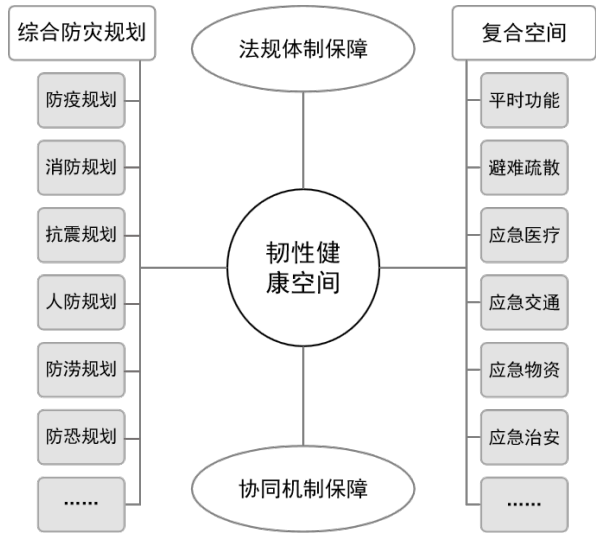 综合防灾规划
防疫规划
消防规划
抗震规划
人防规划
防涝规划
防恐规划
……
法规体制保障
韧性健
康空间
协同机制保障
复合空间
平时功能
避难疏散
应急医疗
应急交通
应急物资
应急治安
……